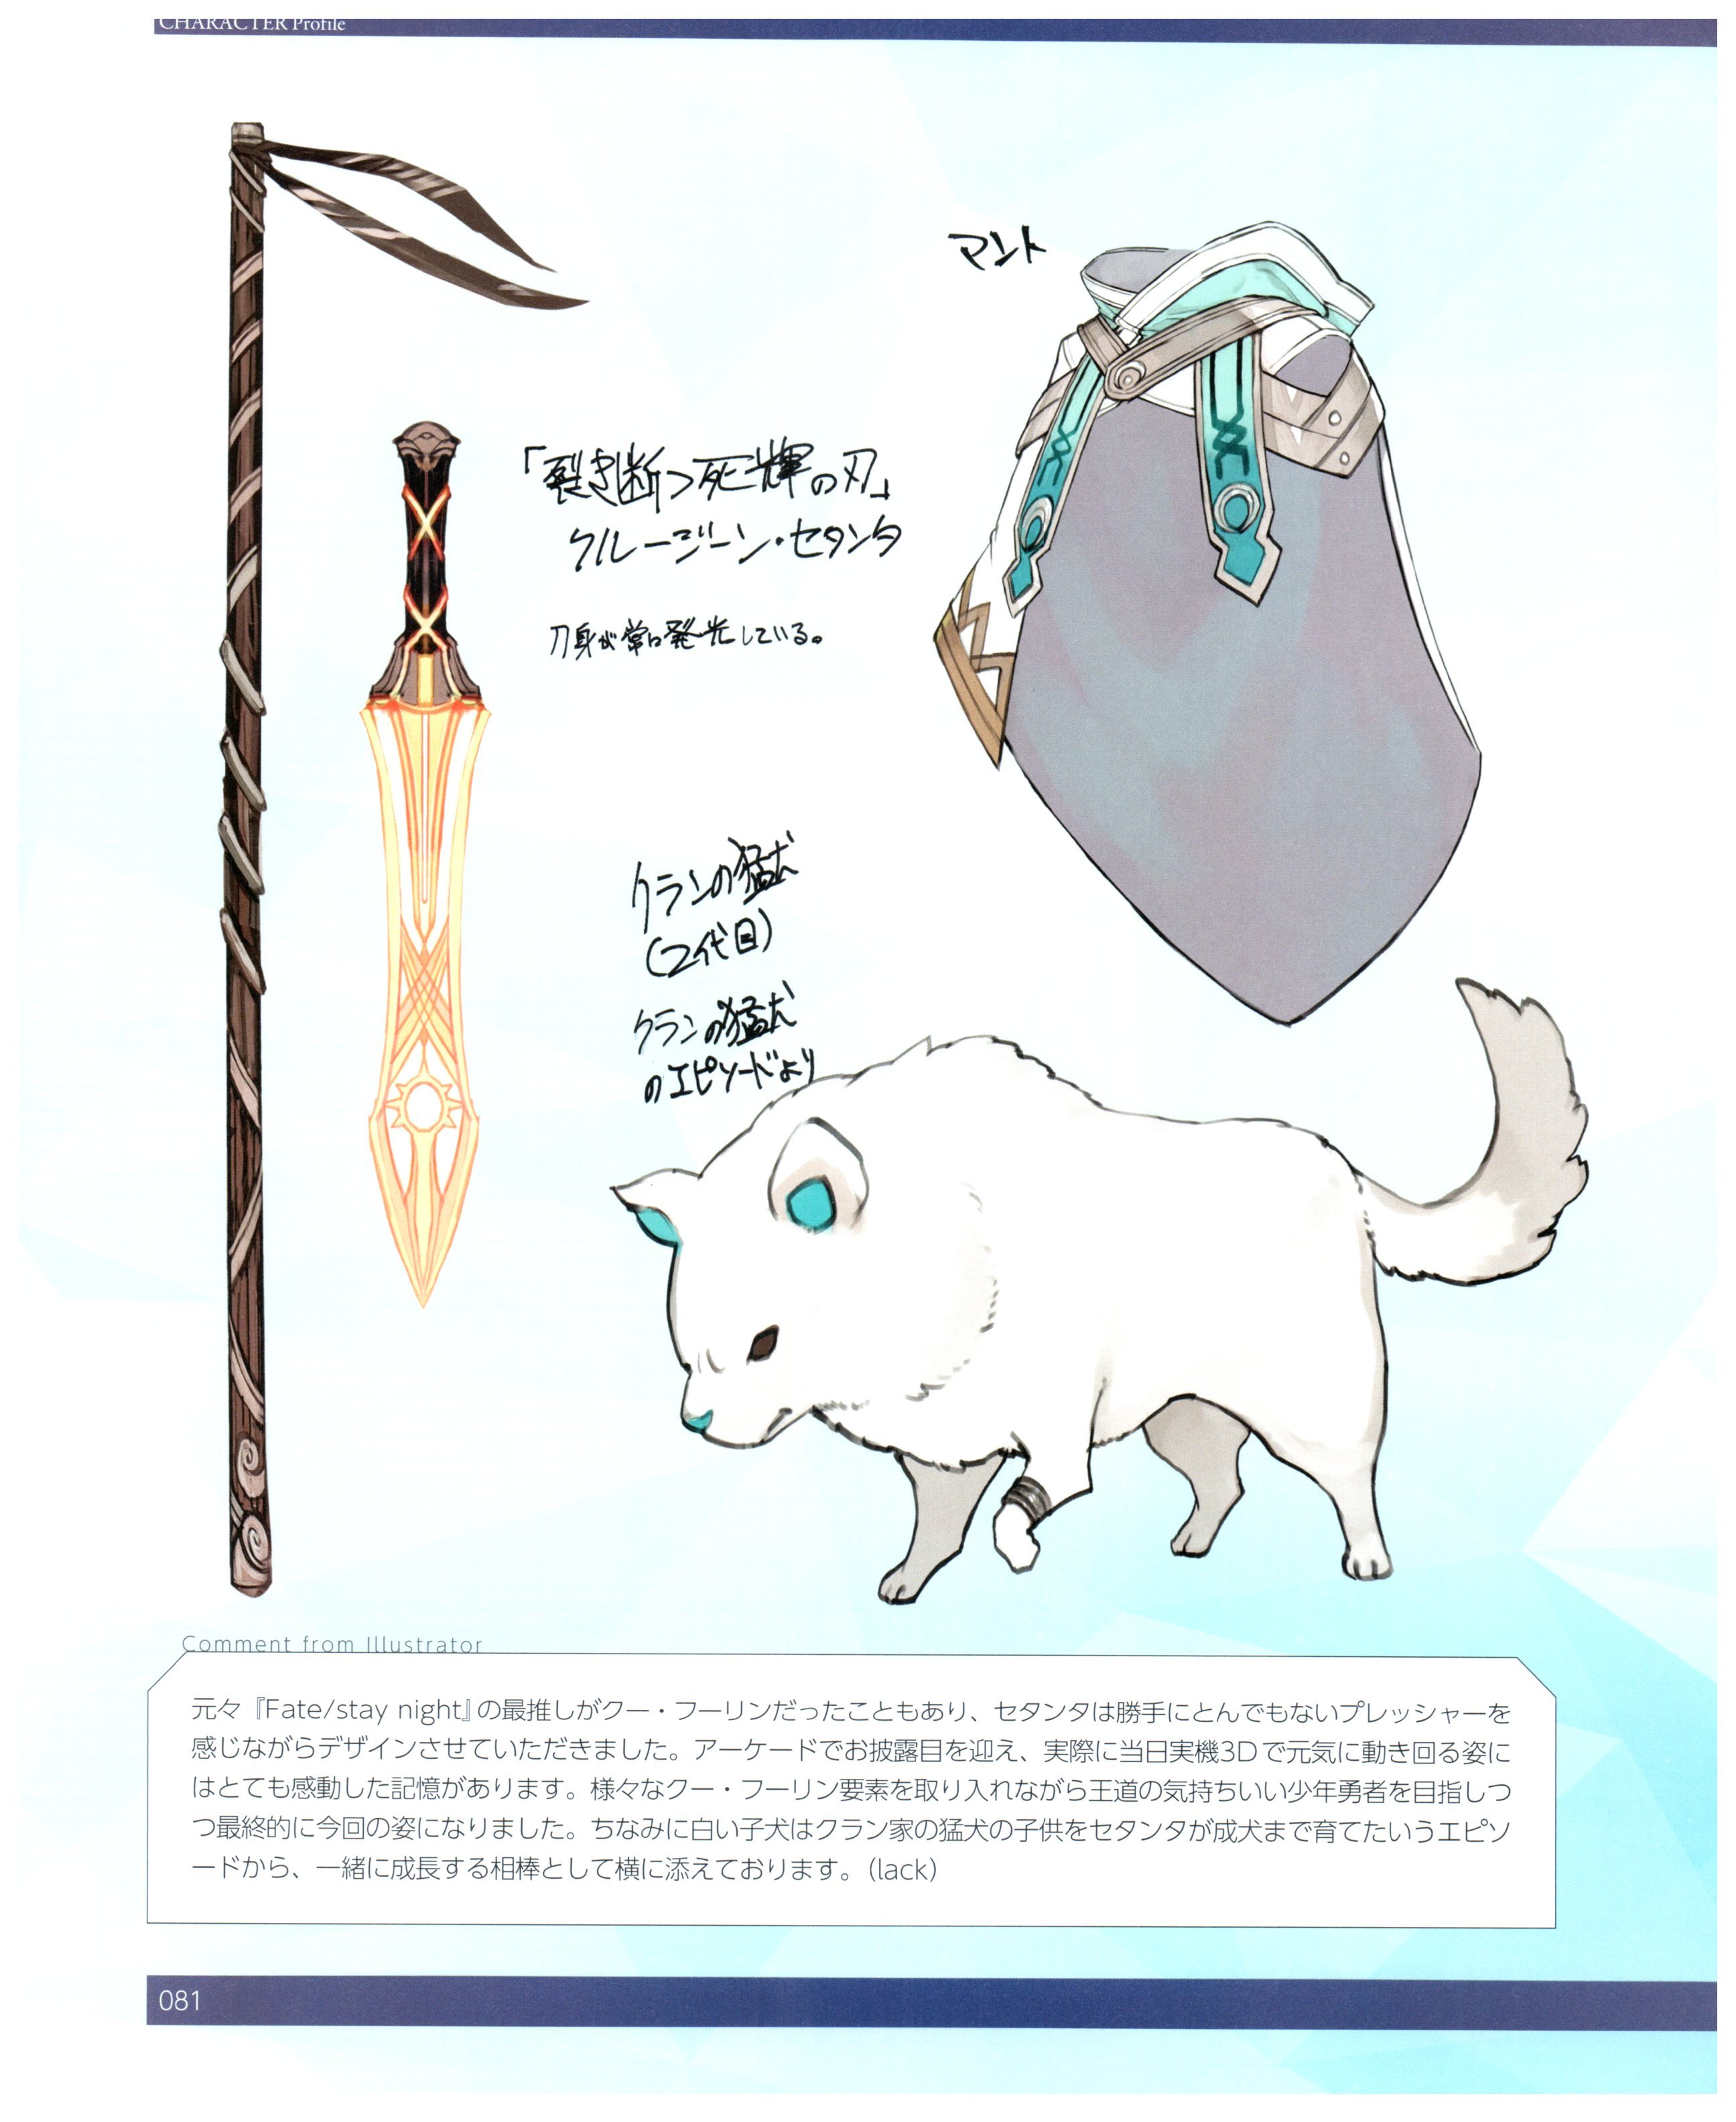 CHARACTER Profile
マント
「裂き断つ死輝の刃」
クルージーン・セタンタ
刀身が常に発光している。
クランの猛犬
(2代目)
クランの猛犬
のエピソードより
Comment from Illustrator
元々『Fate/stay night』の最推しがクー・フーリンだったこともあり、セタンタは勝手にとんでもないプレッシャーを
感じながらデザインさせていただきました。アーケードでお披露目を迎え、実際に当日実機3Dで元気に動き回る姿に
はとても感動した記憶があります。様々なクー・フーリン要素を取り入れながら王道の気持ちいい少年勇者を目指しつ
つ最終的に今回の姿になりました。ちなみに白い子犬はクラン家の猛犬の子供をセタンタが成犬まで育てたいうエピソ
ードから、一緒に成長する相棒として横に添えております。(lack)
081